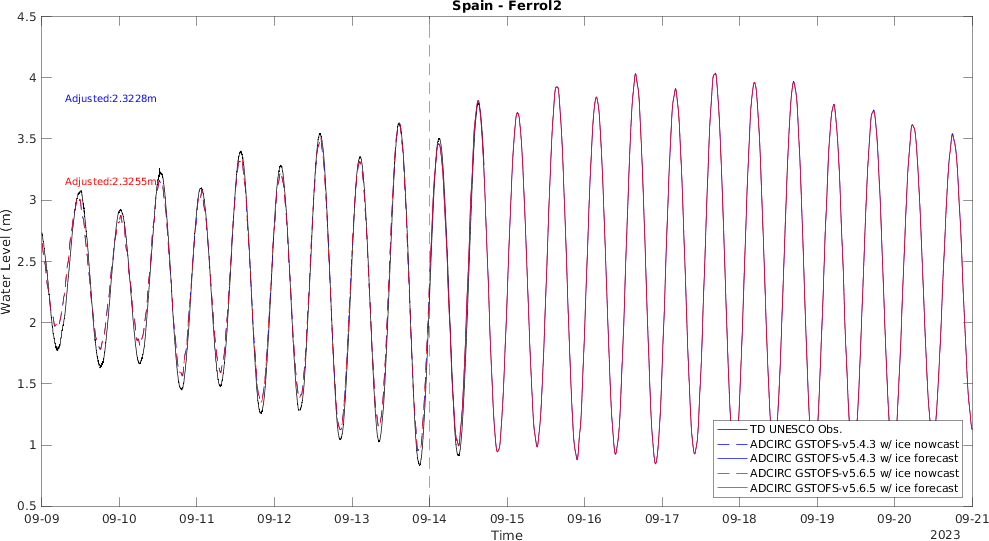 Spain - Ferrol2
4.5
4
3.5
3
2.5
2
1.5
1
0.5
Water Level (m)
Adjusted:2.3228m
Adjusted:2.3255m
TD UNESCO Obs.
ADCIRC GSTOFS-v5.4.3 w/ ice nowcast
ADCIRC GSTOFS-v5.4.3 w/ ice forecast
ADCIRC GSTOFS-v5.6.5 w/ ice nowcast
ADCIRC GSTOFS-v5.6.5 w/ ice forecast
09-09 09-10 09-11 09-12 09-13 09-14 09-15 09-16 09-17 09-18 09-19 09-20 09-21
Time
2023